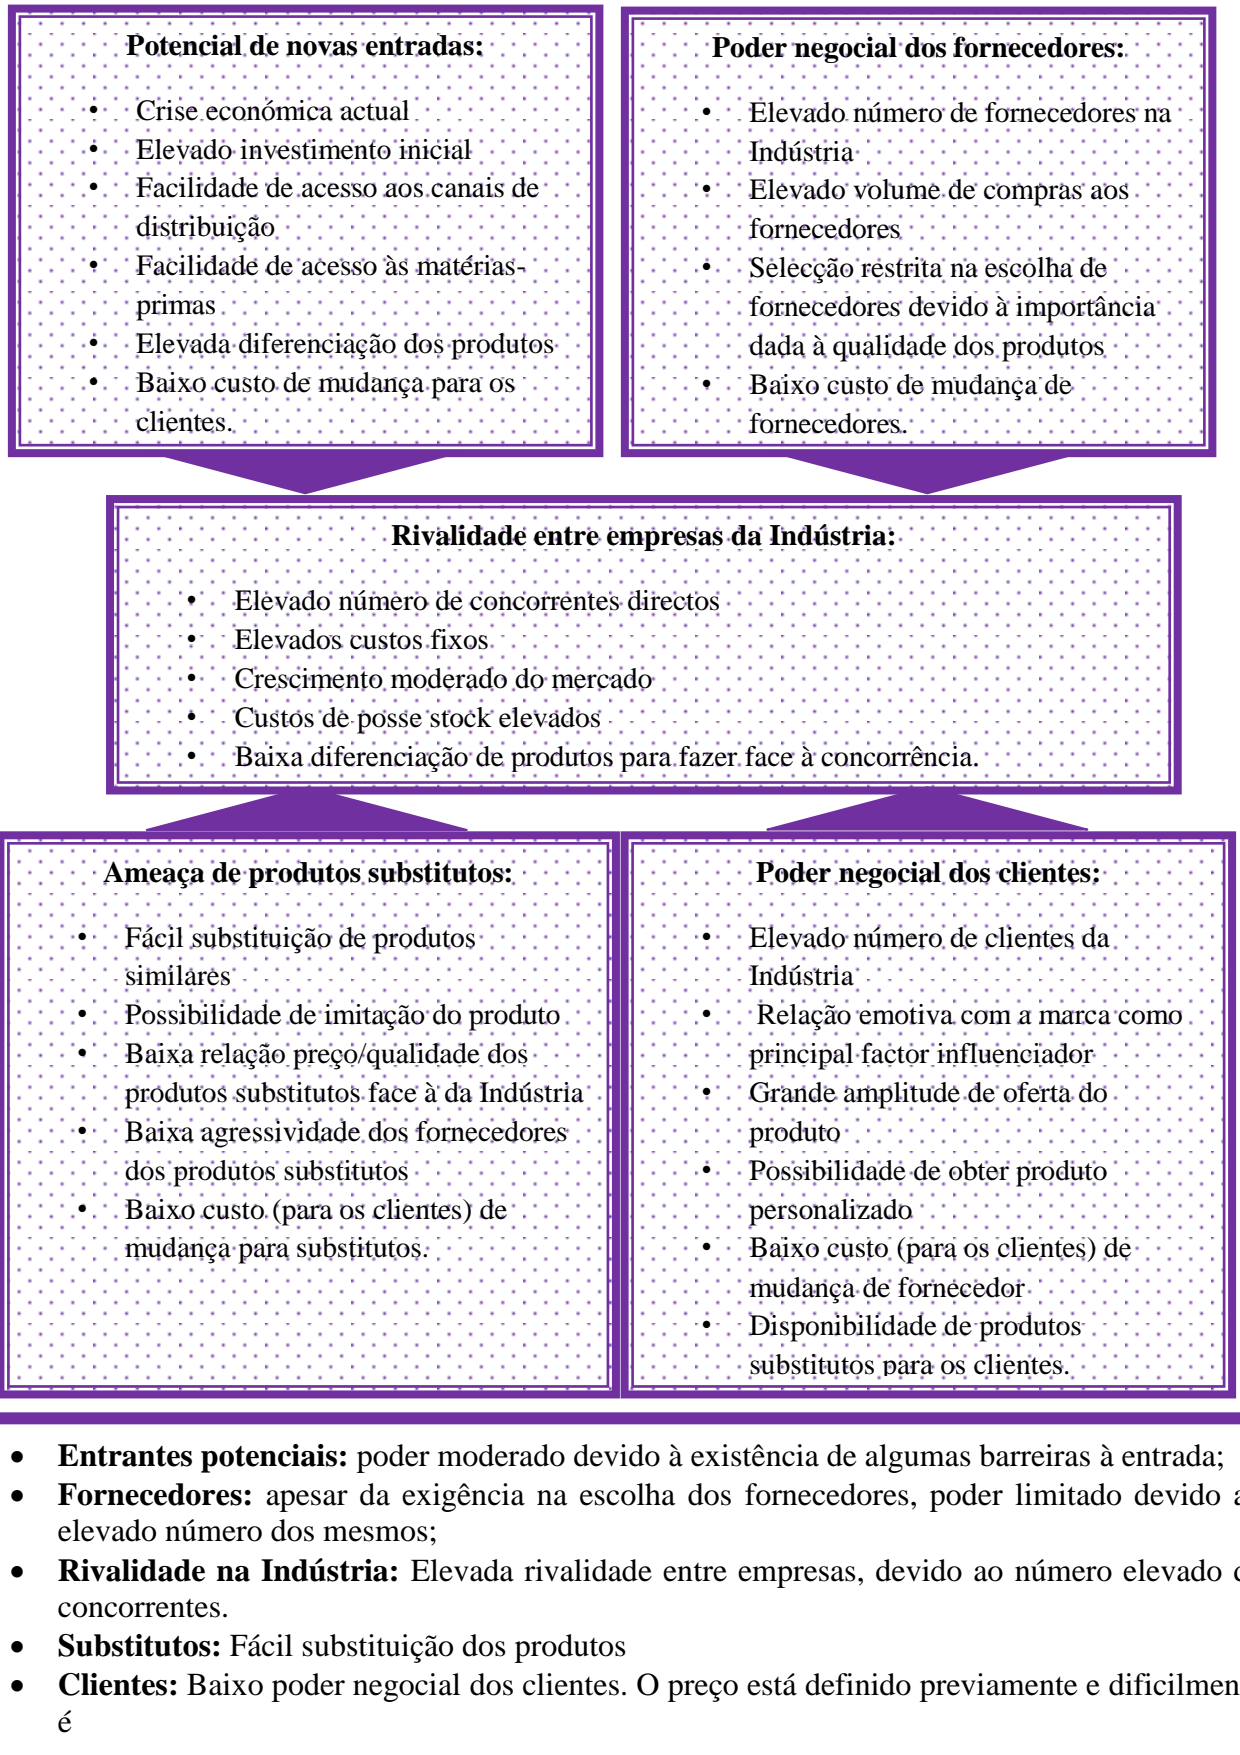 Potencial de novas entradas:
• Crise económica actual
• Elevado investimento inicial
• Facilidade de acesso aos canais de
distribuição
• Facilidade de acesso às matérias-
primas
• Elevada diferenciação dos produtos
• Baixo custo de mudança para os
clientes.
Poder negocial dos fornecedores:
• Elevado número de fornecedores na
Indústria
• Elevado volume de compras aos
fornecedores
• Selecção restrita na escolha de
fornecedores devido à importância
dada à qualidade dos produtos
• Baixo custo de mudança de
fornecedores.
Rivalidade entre empresas da Indústria:
• Elevado número de concorrentes directos
• Elevados custos fixos
• Crescimento moderado do mercado
• Custos de posse stock elevados
• Baixa diferenciação de produtos para fazer face à concorrência.
Ameaça de produtos substitutos:
• Fácil substituição de produtos
similares
• Possibilidade de imitação do produto
• Baixa relação preço/qualidade dos
produtos substitutos face à da Indústria
• Baixa agressividade dos fornecedores
dos produtos substitutos
• Baixo custo (para os clientes) de
mudança para substitutos.
Poder negocial dos clientes:
• Elevado número de clientes da
Indústria
• Relação emotiva com a marca como
principal factor influenciador
• Grande amplitude de oferta do
produto
• Possibilidade de obter produto
personalizado
• Baixo custo (para os clientes) de
mudança de fornecedor
• Disponibilidade de produtos
substitutos para os clientes.
• Entrantes potenciais: poder moderado devido à existência de algumas barreiras à entrada;
• Fornecedores: apesar da exigência na escolha dos fornecedores, poder limitado devido
elevado número dos mesmos;
• Rivalidade na Indústria: Elevada rivalidade entre empresas, devido ao número elevado
concorrentes.
• Substitutos: Fácil substituição dos produtos
• Clientes: Baixo poder negocial dos clientes. O preço está definido previamente e dificilmen
é